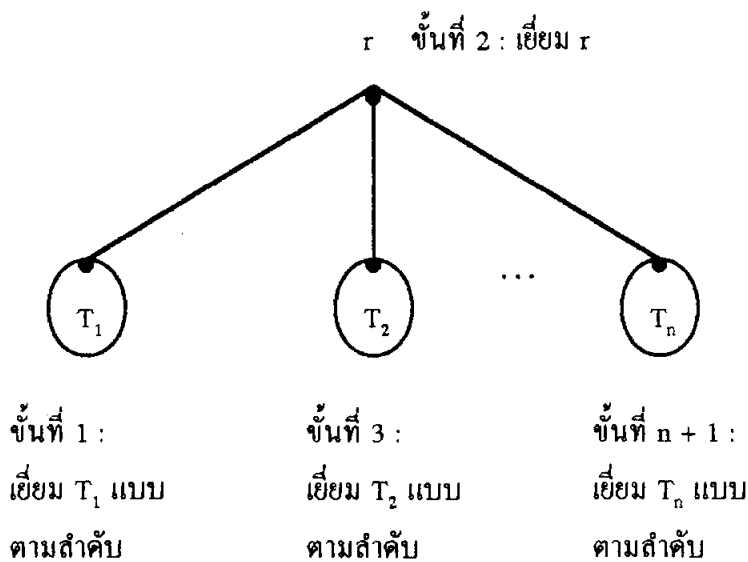 r ขั้นที่ 2 : เยี่ยม r
...
T₁ T₂ Tₙ
ขั้นที่ 1 : ขั้นที่ 3 : ขั้นที่ n + 1 :
เยี่ยม T₁ แบบ เยี่ยม T₂ แบบ เยี่ยม Tₙ แบบ
ตามลำดับ ตามลำดับ ตามลำดับ